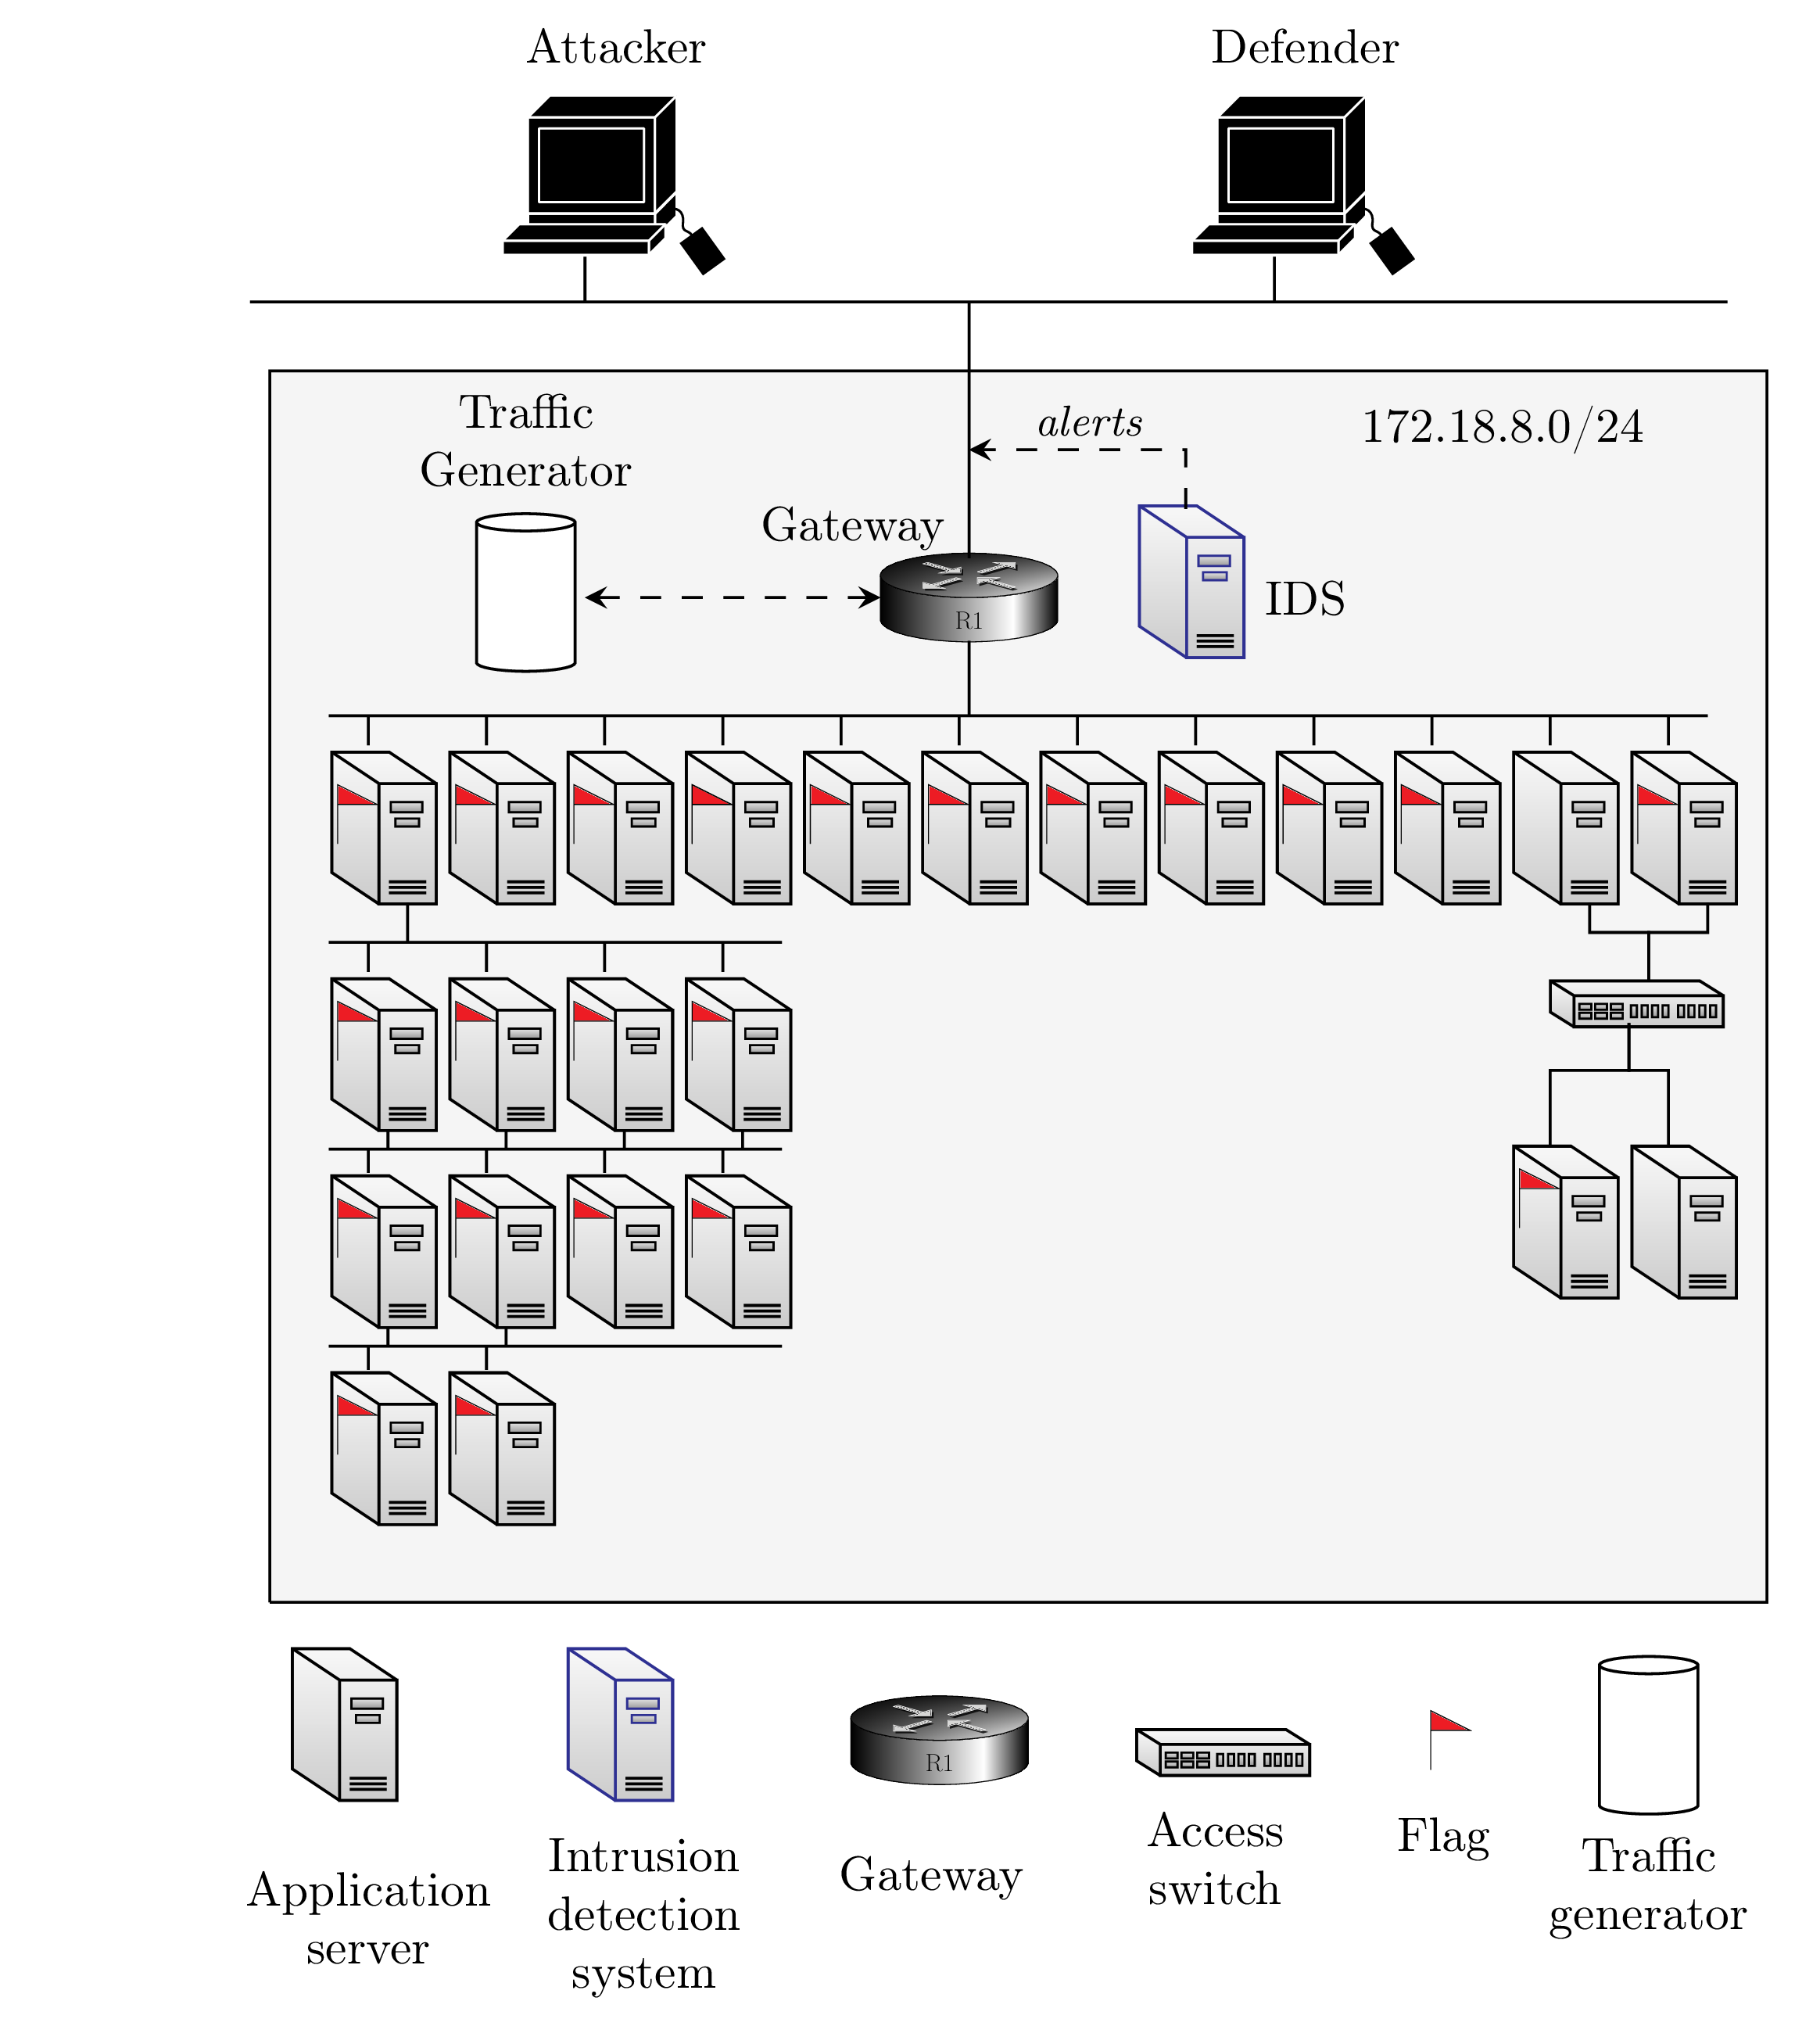 Attacker
Defender
Traffic
Generator
alerts
172.18.8.0/24
Gateway
R1
IDS
R1
Application
server
Intrusion
detection
system
Gateway
Access
switch
Flag
Traffic
generator